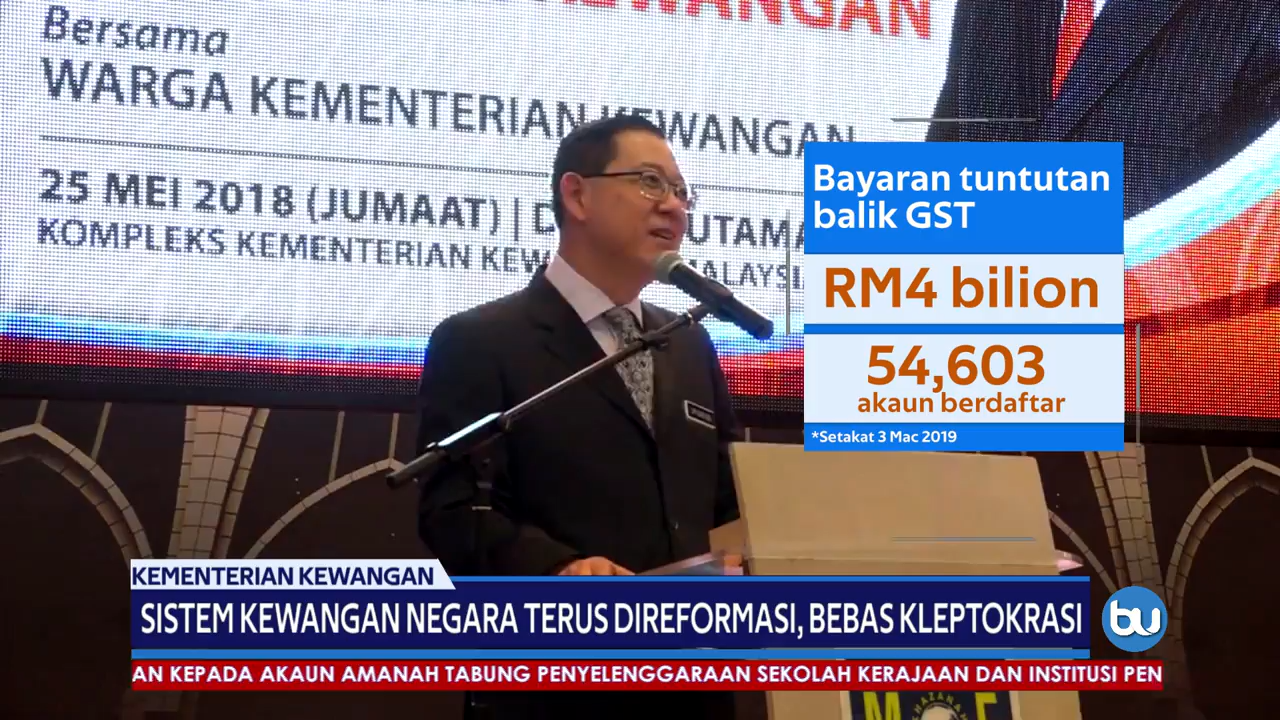 KEWANGAN
Bersama
WARGA KEMENTERIAN KEWANGAN
25 MEI 2018 (JUMAAT) |
KOMPLEKS KEMENTERIAN
Bayaran tuntutan
balik GST
RM4 bilion
54,603
akaun berdaftar
*Setakat 3 Mac 2019
KEMENTERIAN KEWANGAN
SISTEM KEWANGAN NEGARA TERUS DIREFORMASI, BEBAS KLEPTOKRASI
bu
AN KEPADA AKAUN AMANAH TABUNG PENYELENGGARAAN SEKOLAH KERAJAAN DAN INSTITUSI PEN